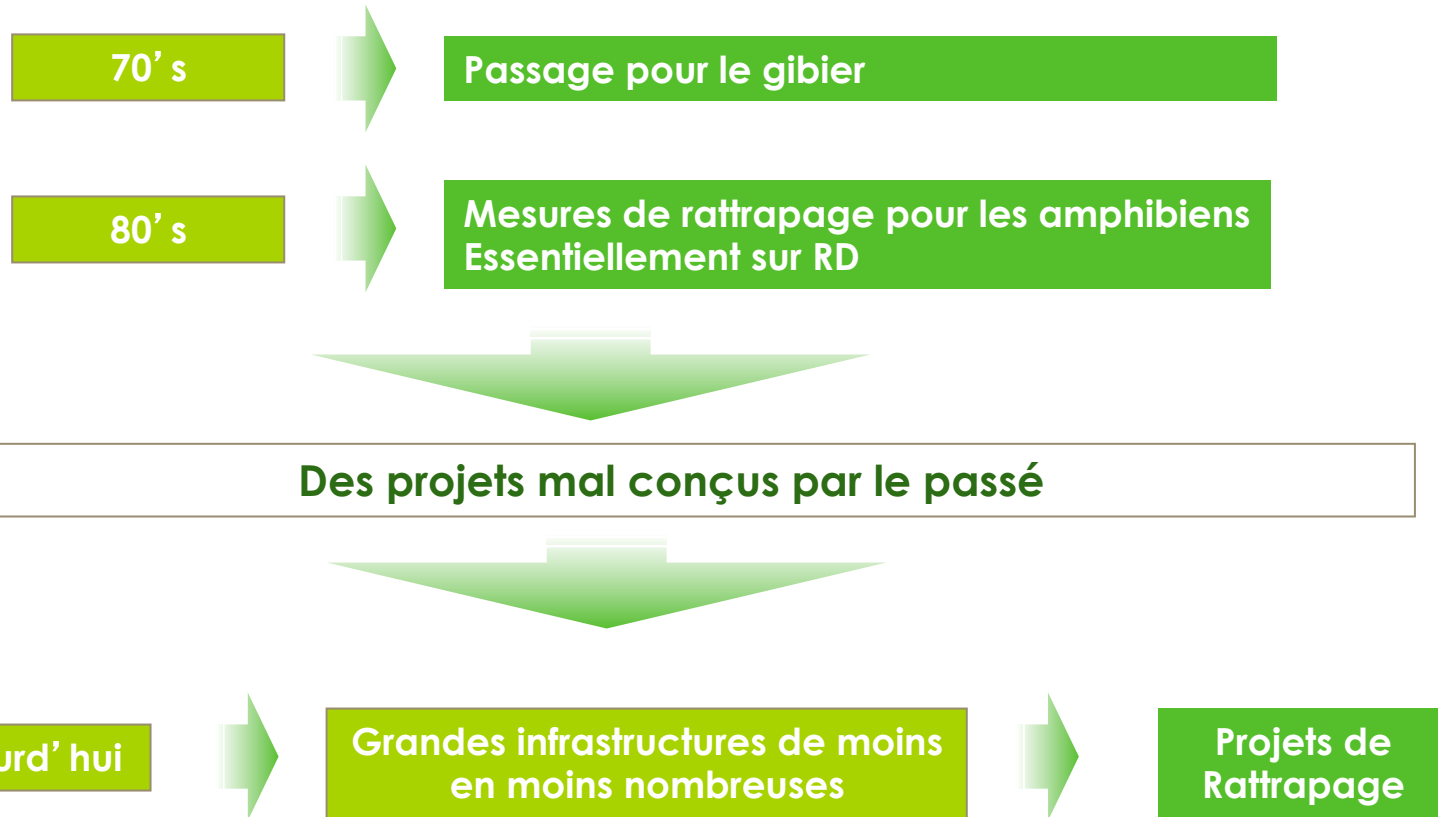 70's
Passage pour le gibier
80's
Mesures de rattrapage pour les amphibiens
Essentiellement sur RD
Des projets mal conçus par le passé
urd'hui
Grandes infrastructures de moins
en moins nombreuses
Projets de
Rattrapage